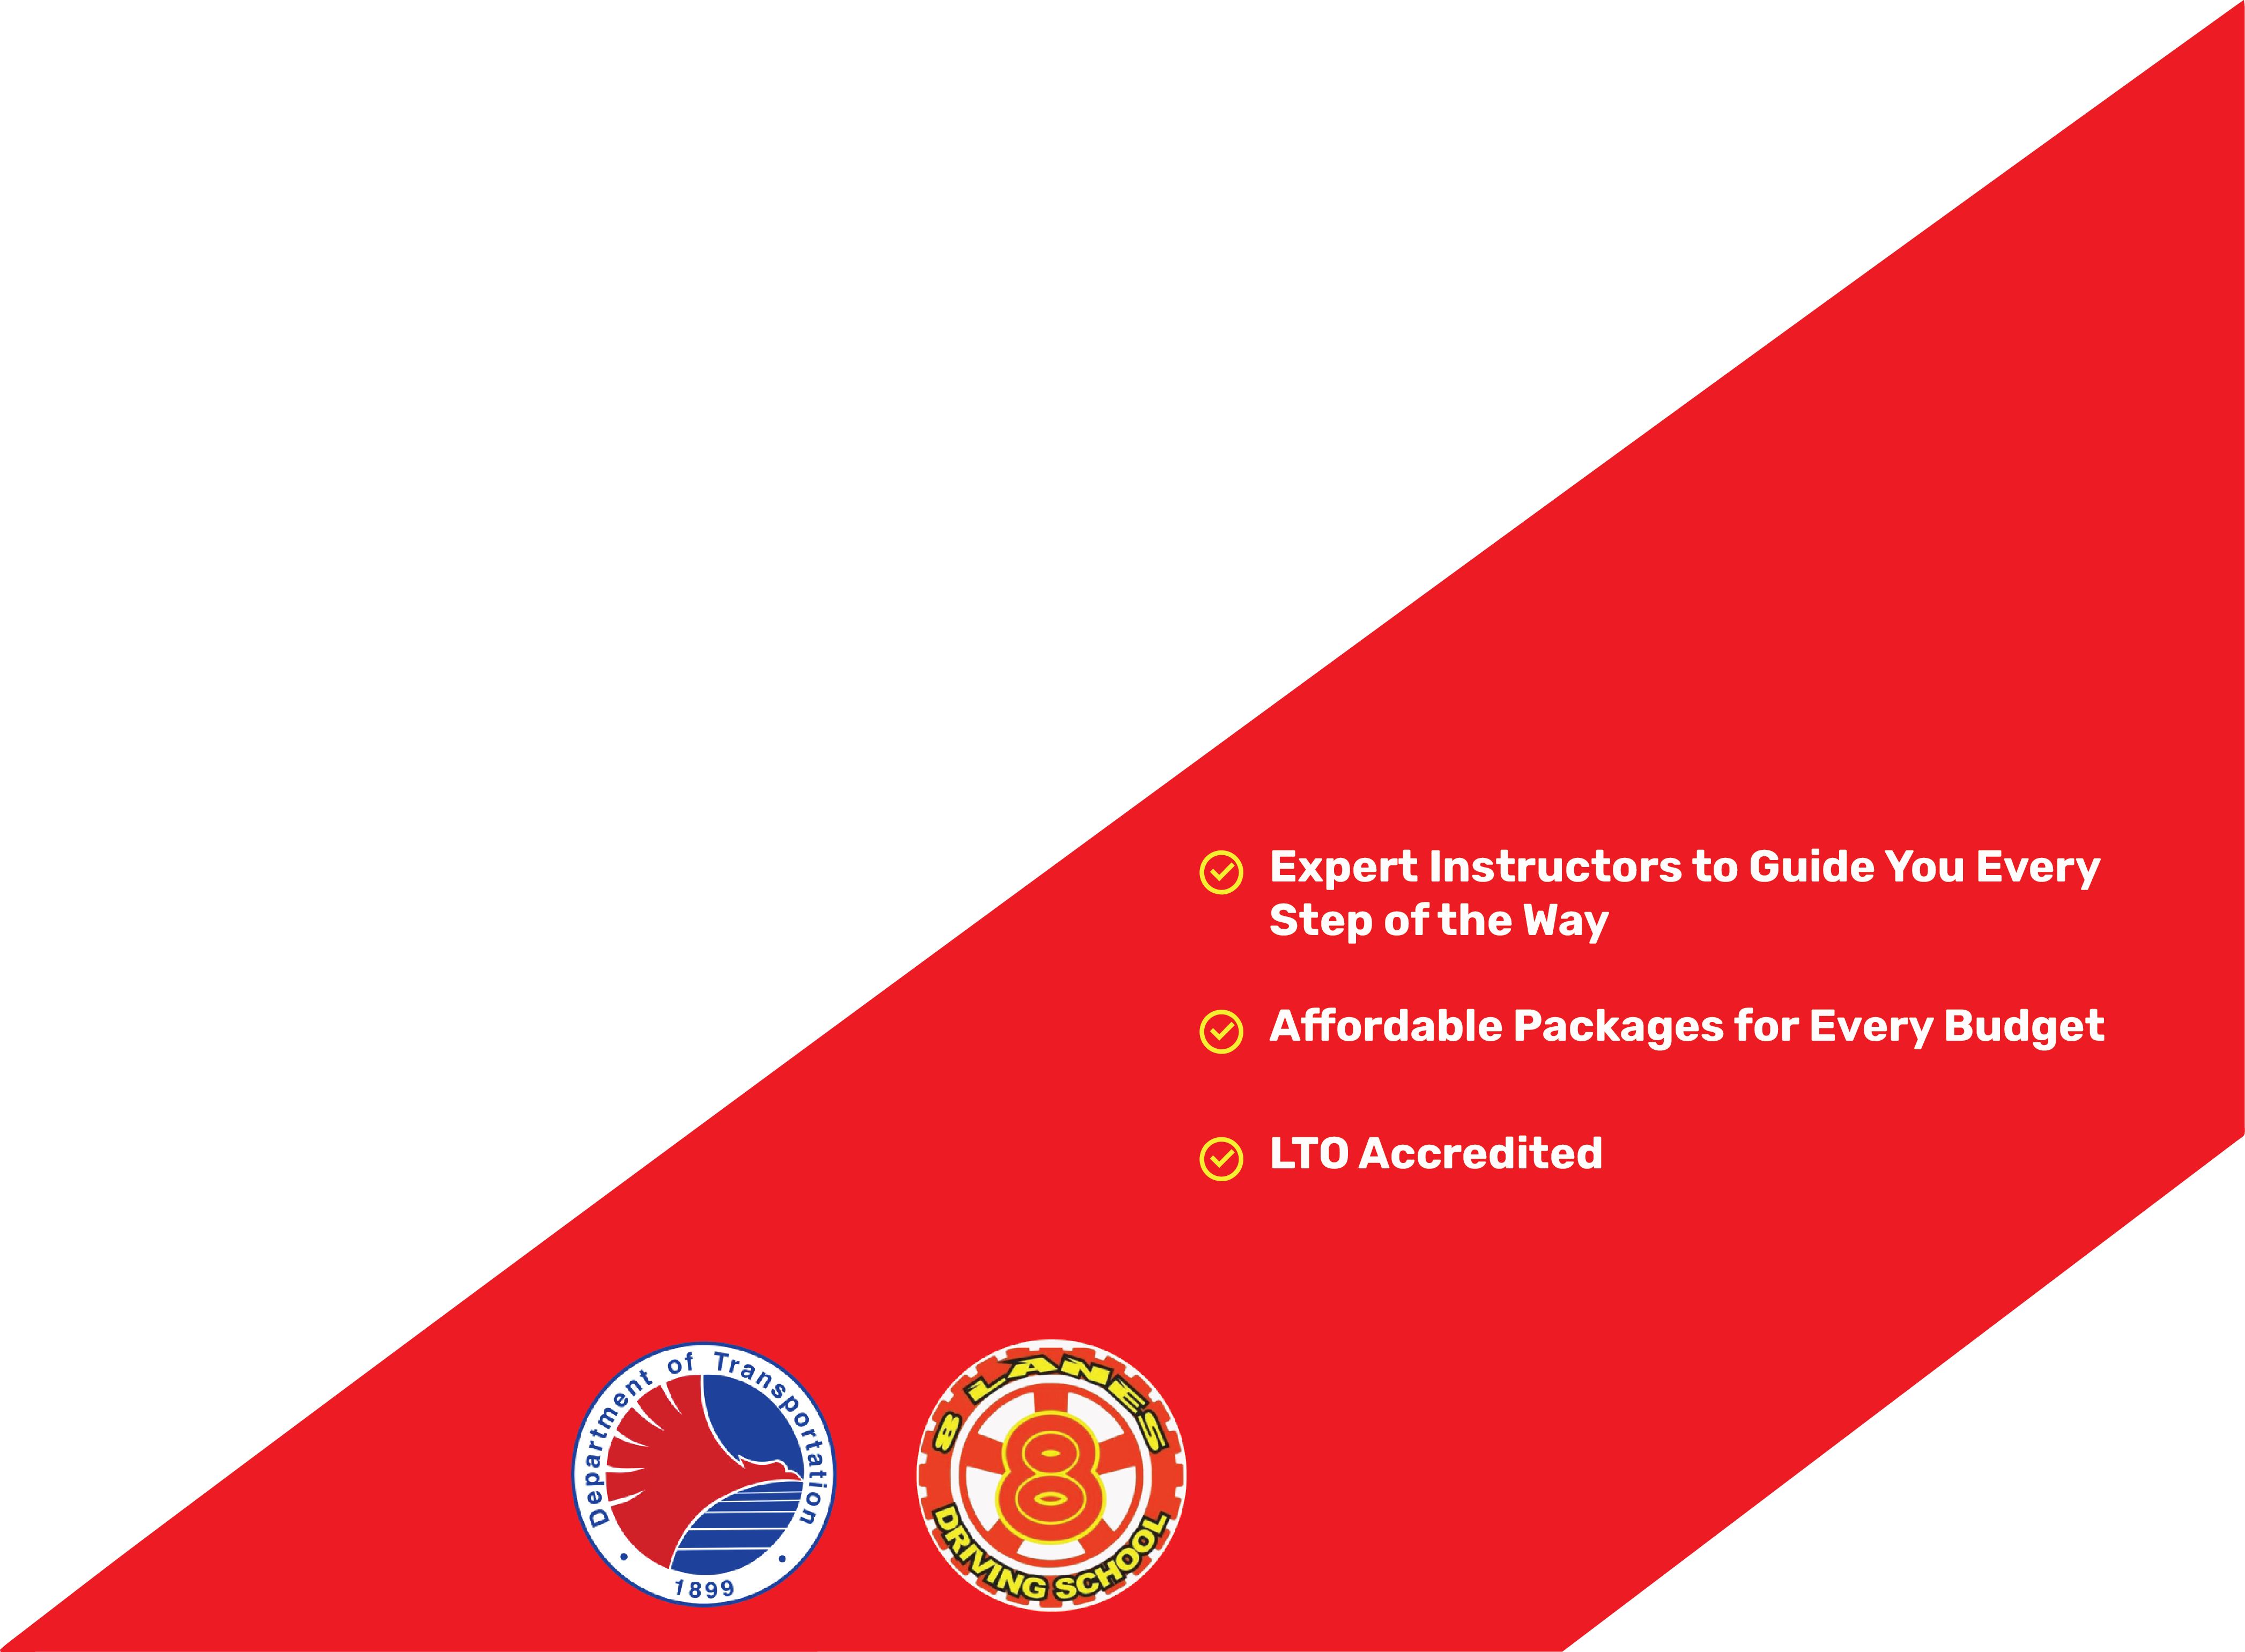 Expert Instructors to Guide You Every
Step of the Way
Affordable Packages for Every Budget
LTO Accredited
Department of Transportation
1899
8 LANES
8
DRIVING SCHOOL